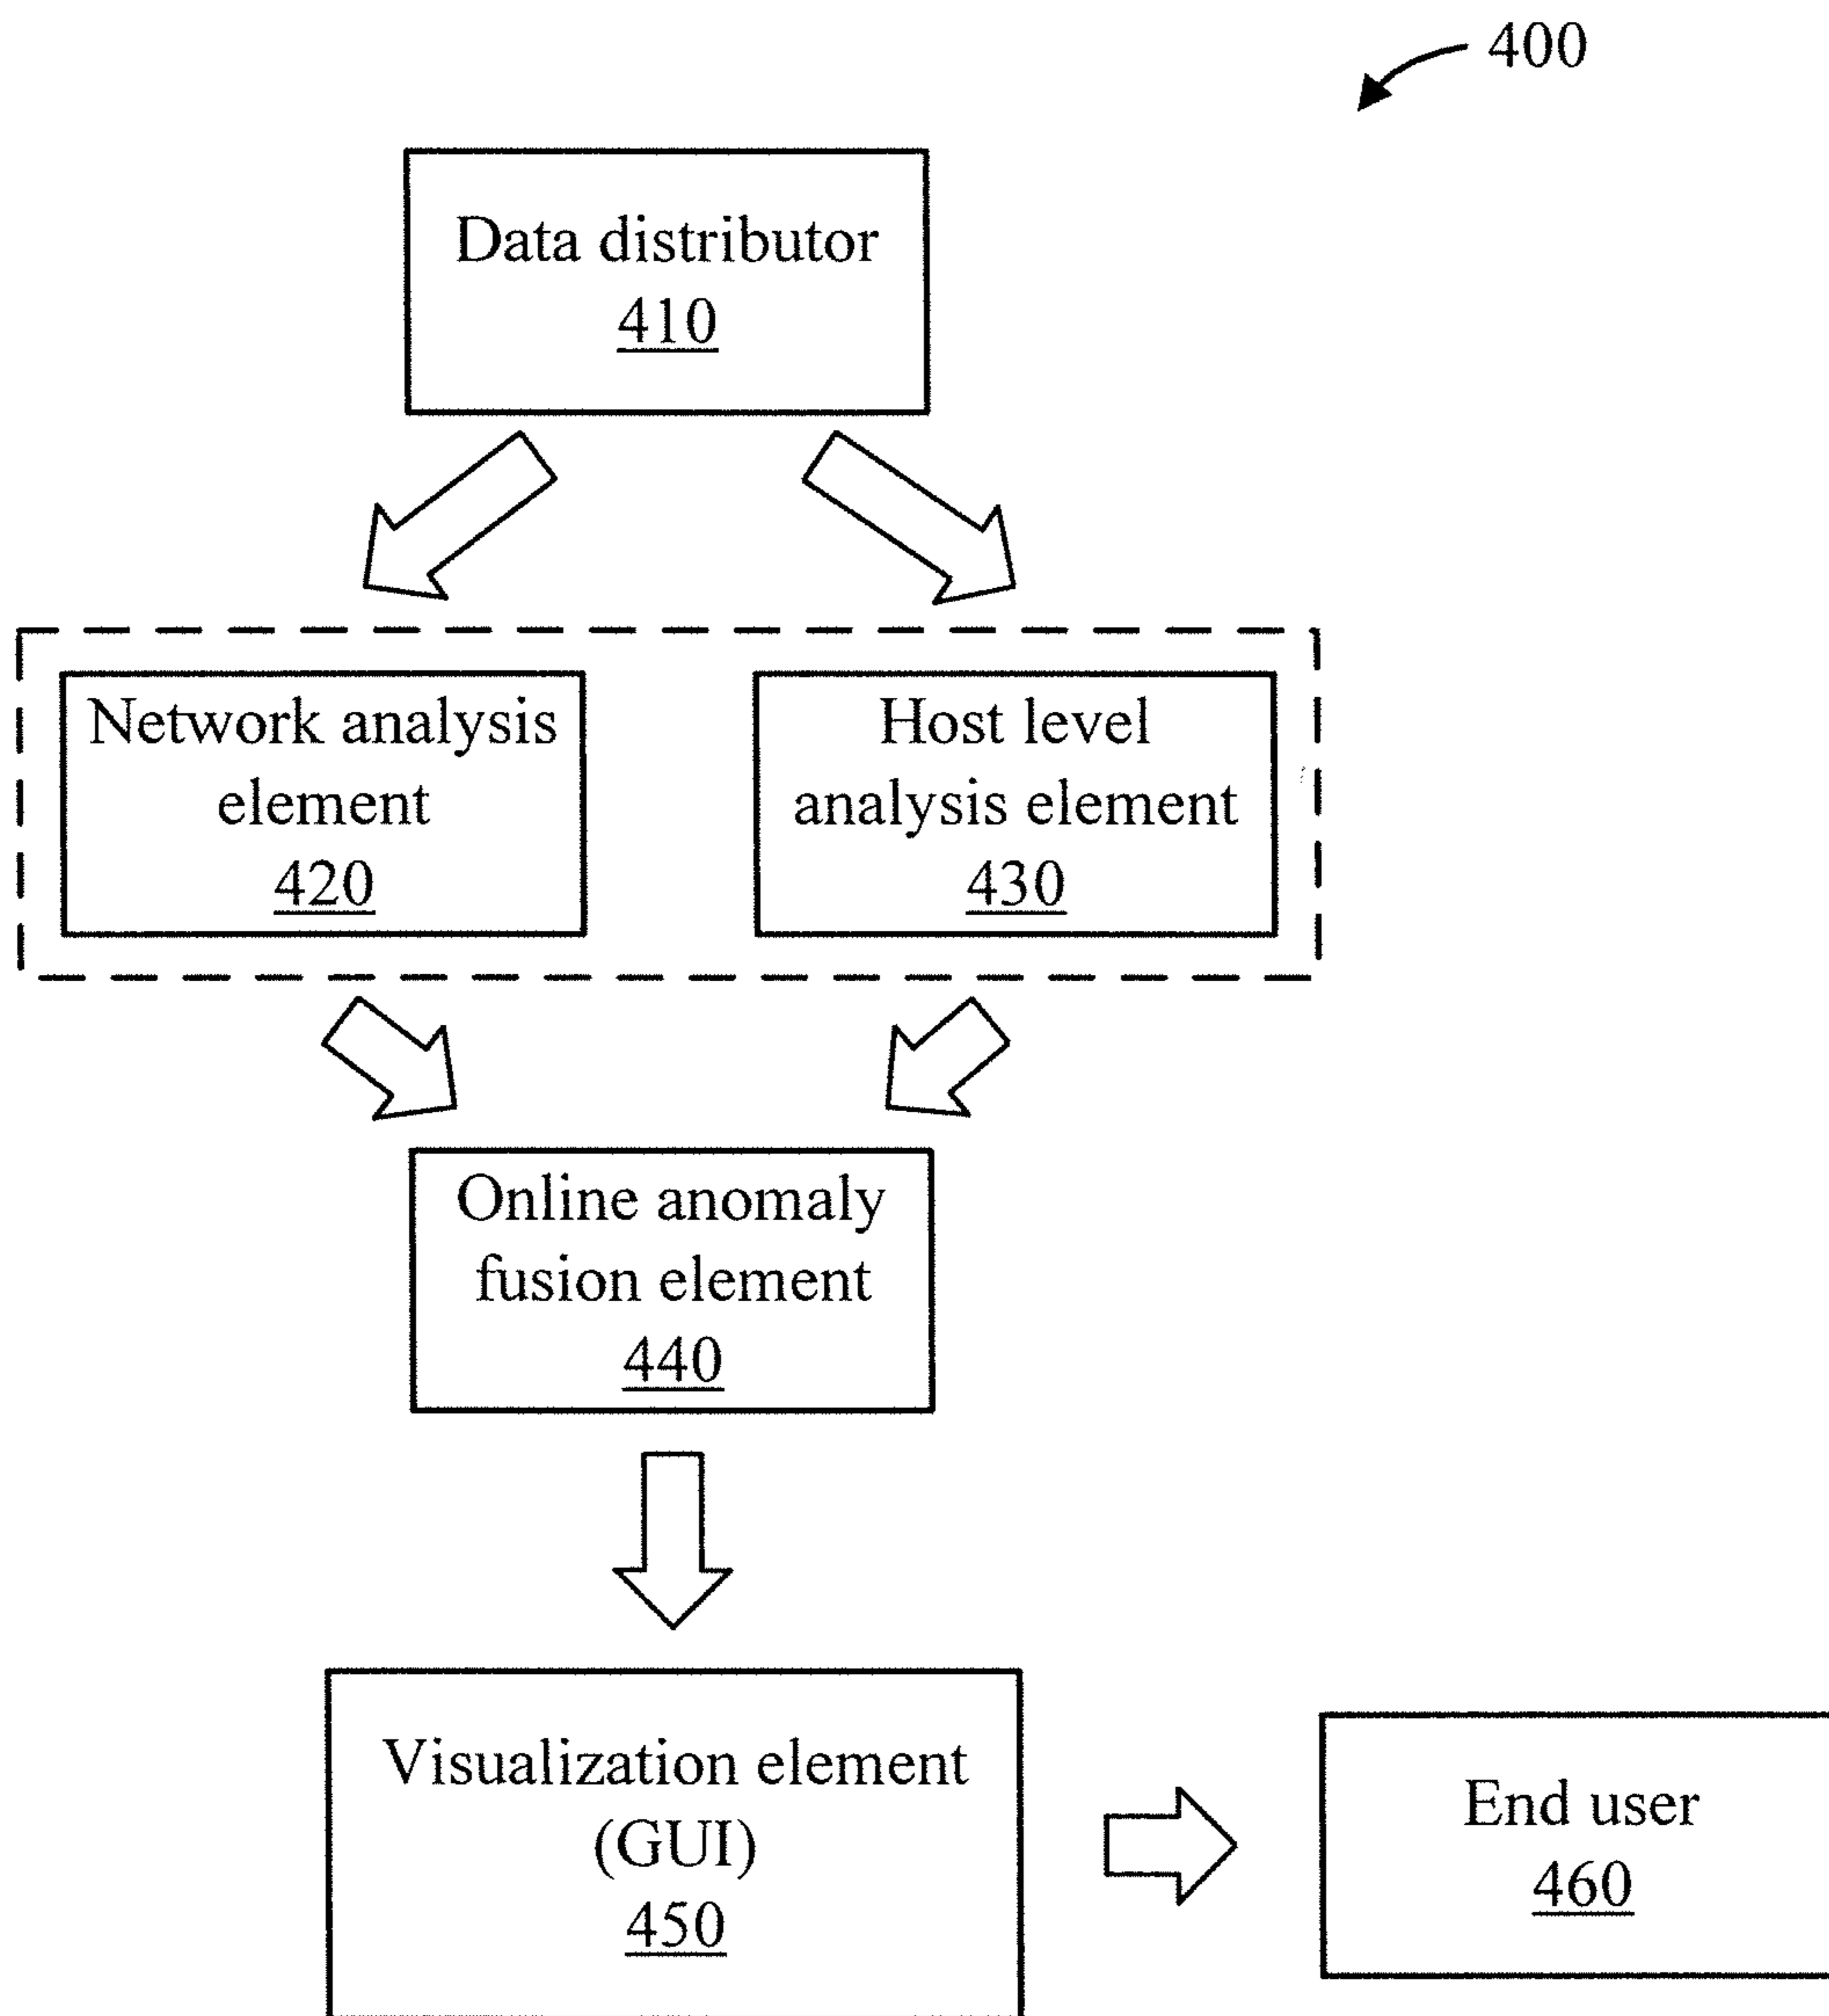 400
Data distributor
410
Network analysis
element
420
Host level
analysis element
430
Online anomaly
fusion element
440
Visualization element
(GUI)
450
End user
460